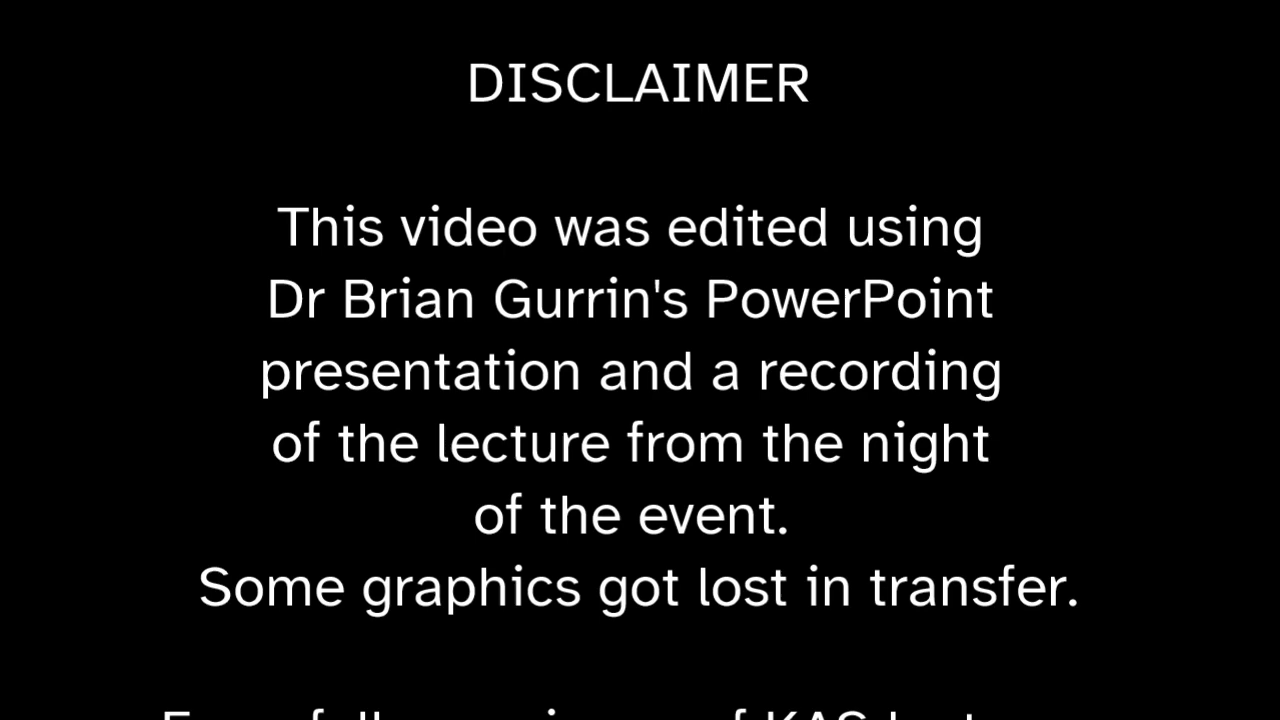 DISCLAIMER
This video was edited using
Dr Brian Gurrin's PowerPoint
presentation and a recording
of the lecture from the night
of the event.
Some graphics got lost in transfer.